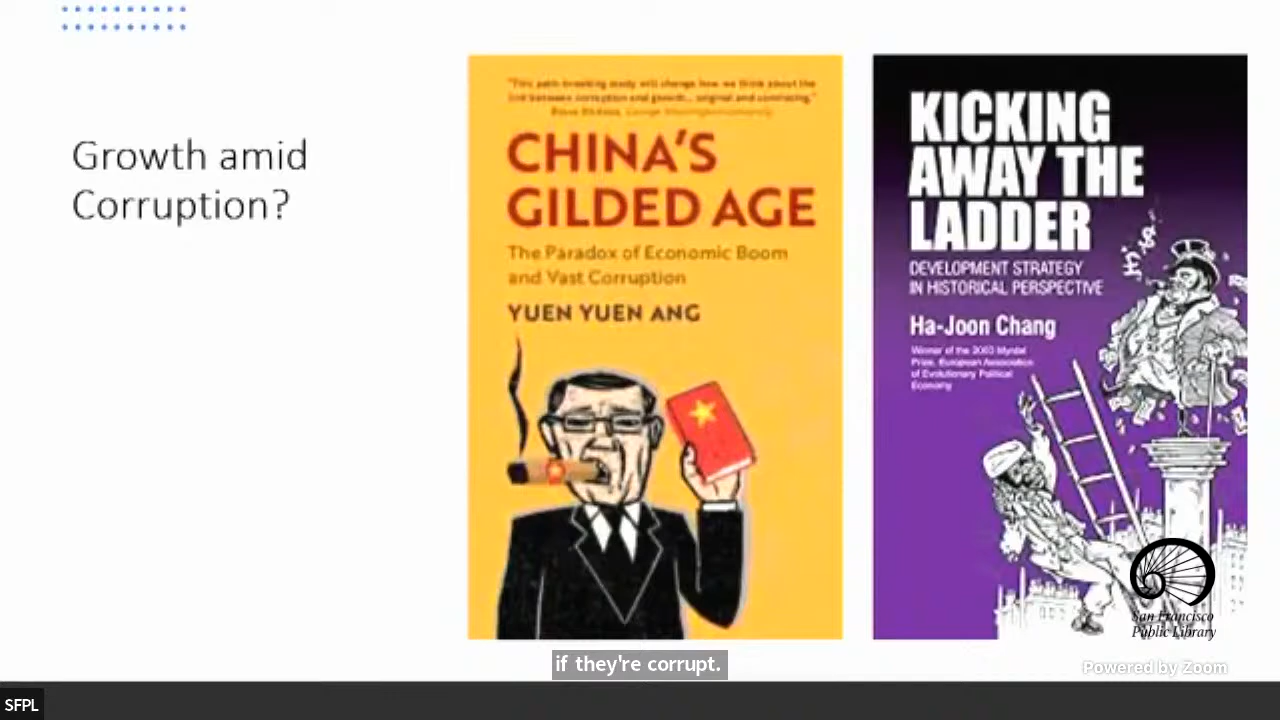 Growth amid
Corruption?
"This path-breaking study will change how we think about the
link between corruption and growth... original and convincing."
CHINA'S
GILDED AGE
The Paradox of Economic Boom
and Vast Corruption
YUEN YUEN ANG
KICKING
AWAY THE
LADDER
DEVELOPMENT STRATEGY
IN HISTORICAL PERSPECTIVE
Ha-Joon Chang
Winner of the 2003 Myrdal
Prize, European Association
of Evolutionary Political
Economy
San Francisco
Public Library
if they're corrupt.
Powered by Zoom
SFPL